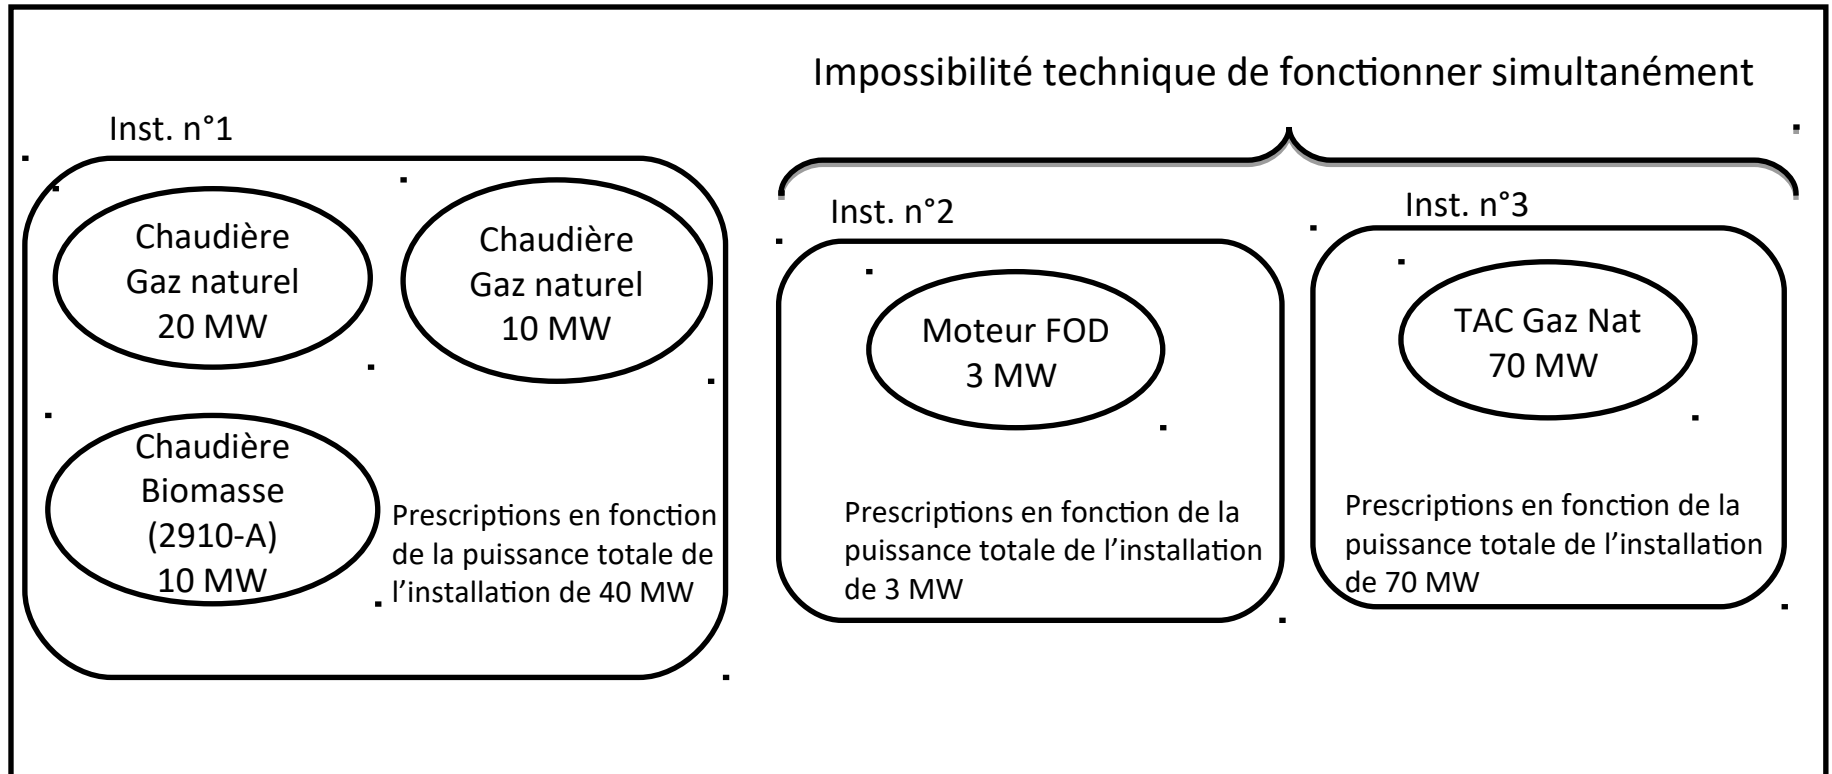 Impossibilité technique de fonctionner simultanément
Inst. n°1
Chaudière
Gaz naturel
20 MW
Chaudière
Gaz naturel
10 MW
Chaudière
Biomasse
(2910-A)
10 MW
Prescriptions en fonction
de la puissance totale de
l’installation de 40 MW
Inst. n°2
Moteur FOD
3 MW
Prescriptions en fonction de la
puissance totale de l’installation
de 3 MW
Inst. n°3
TAC Gaz Nat
70 MW
Prescriptions en fonction de la
puissance totale de l’installation
de 70 MW